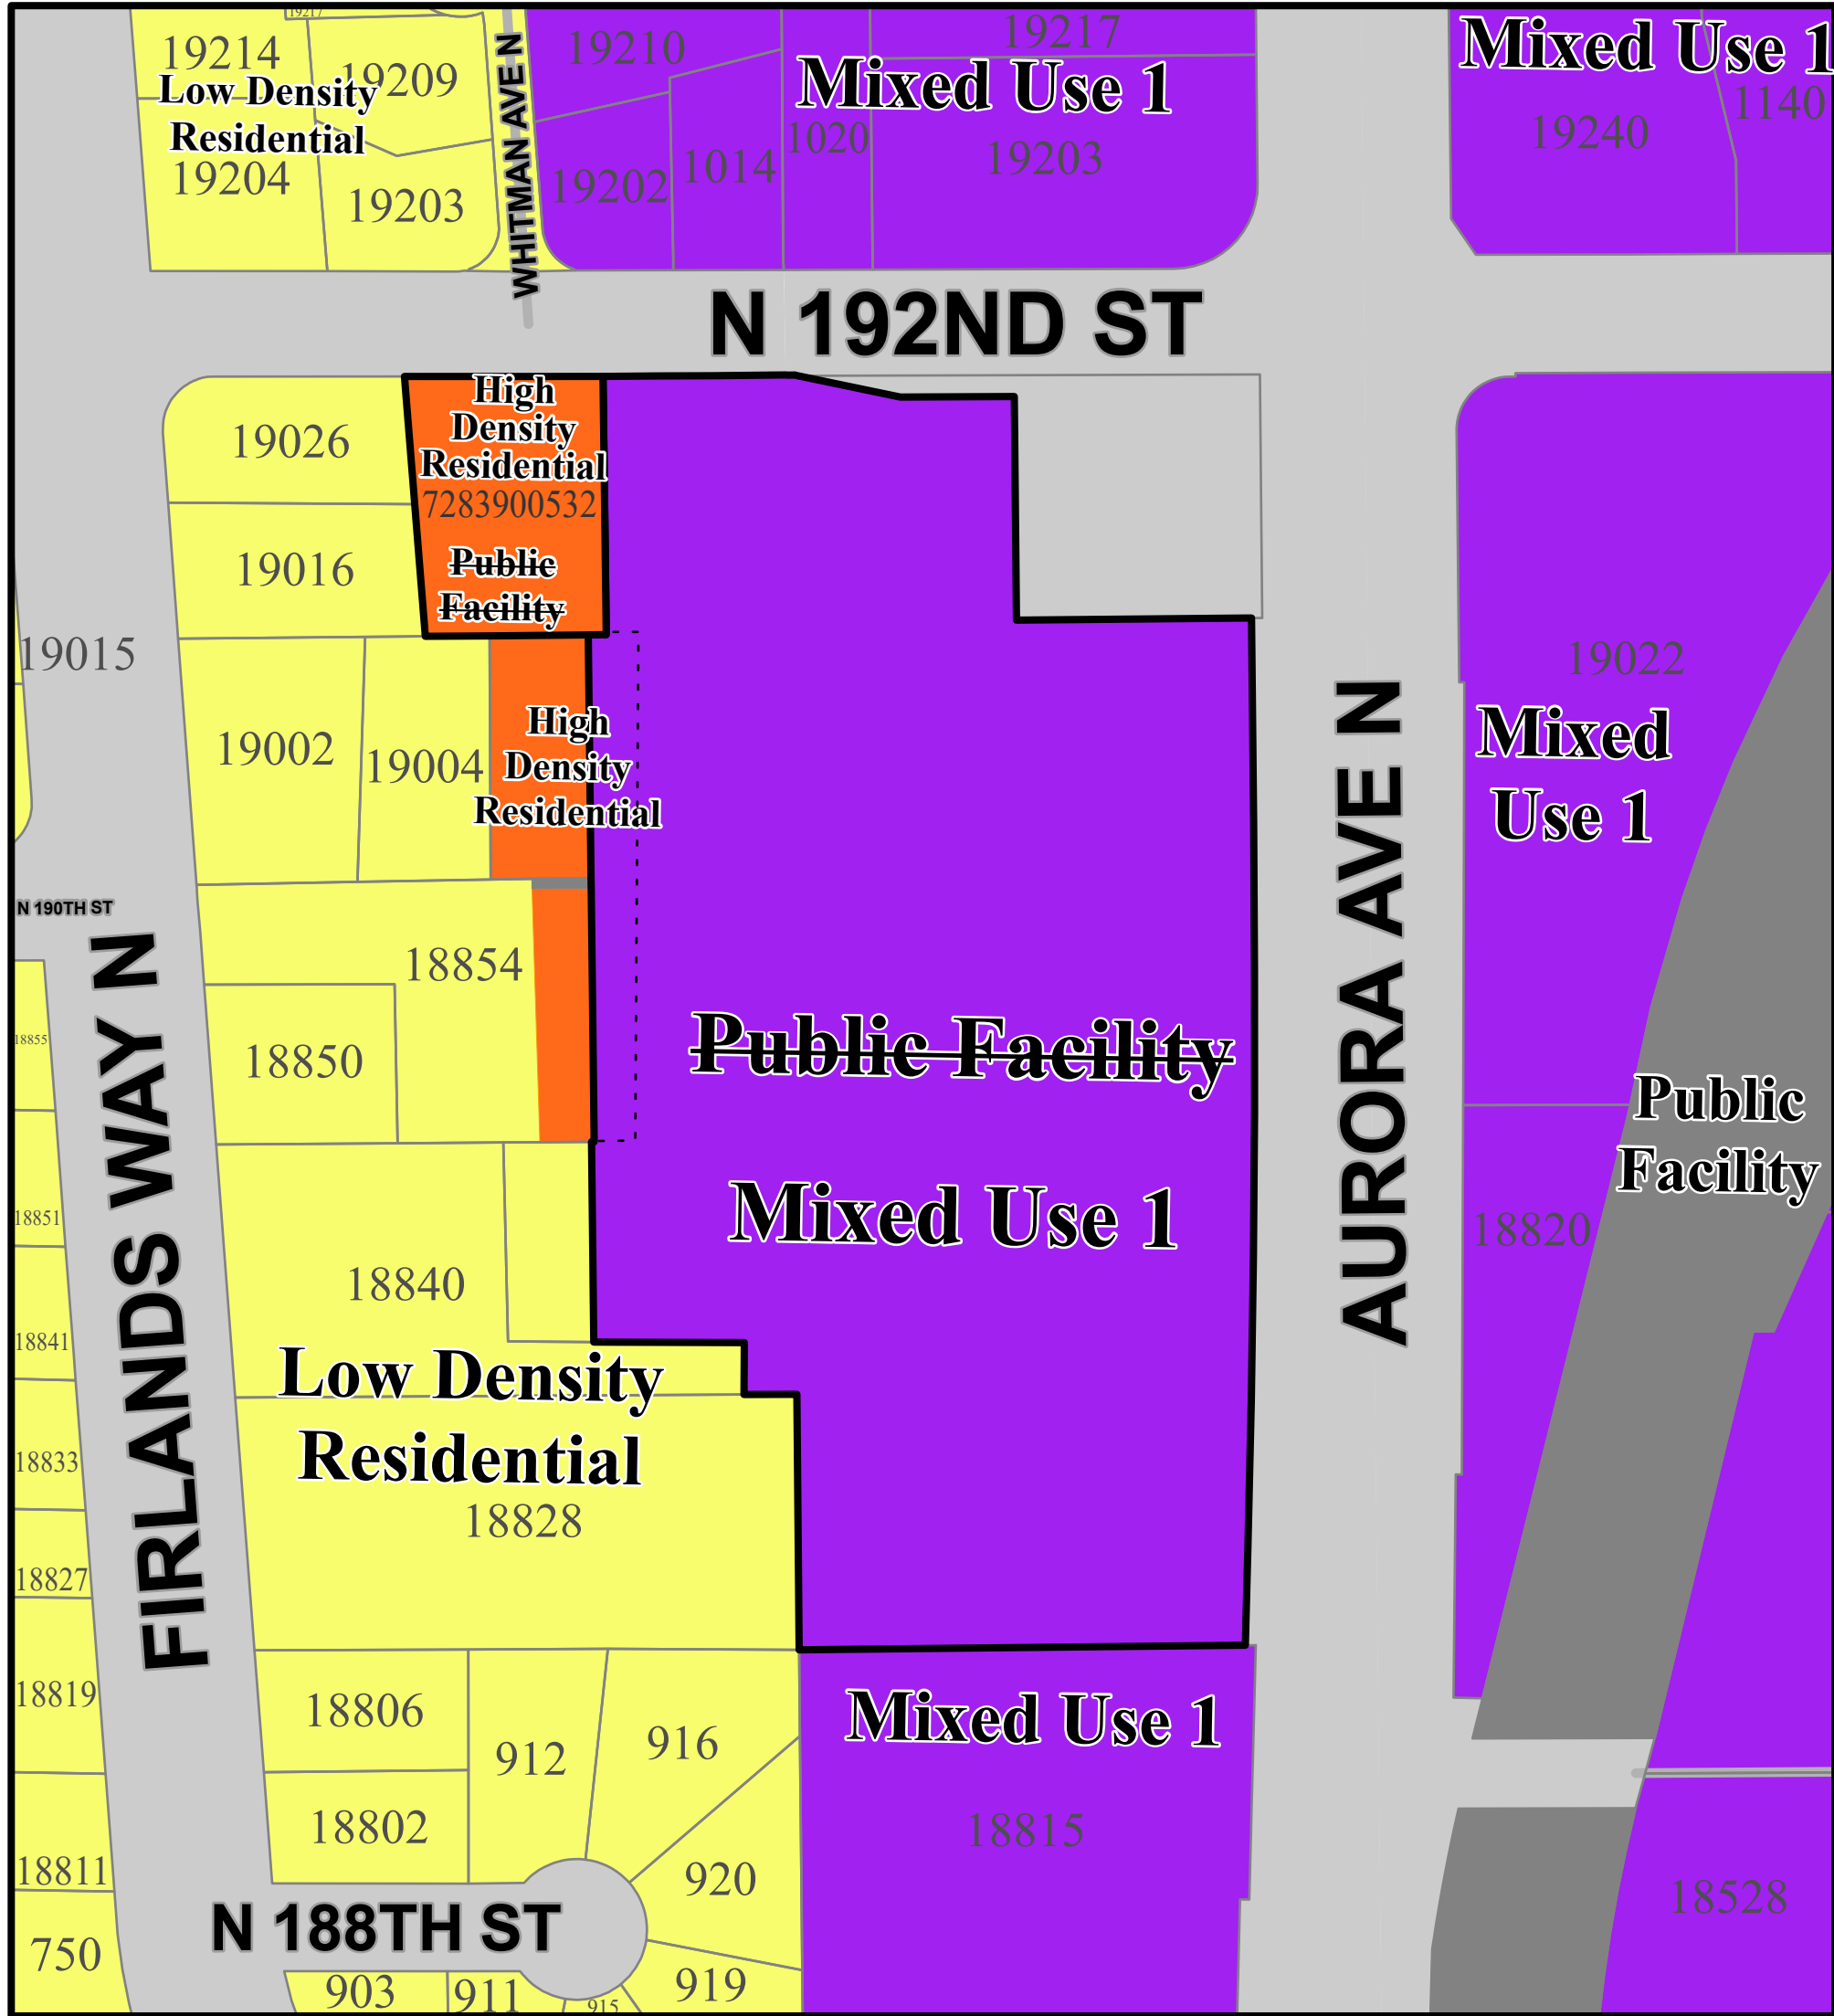 19217
19214
19209
Low Density
Residential
19204
19203
WHITMAN AVE N
19210
19217
Mixed Use 1
19202
1014
1020
19203
Mixed Use 1
19240
1140
N 192ND ST
19026
High
Density
Residential
7283900532
19016
Public
Facility
19015
19002
19004
High
Density
Residential
19022
Mixed
Use 1
N 190TH ST
18854
18850
18855
Public Facility
Mixed Use 1
AURORA AVE N
Public
Facility
18820
FIRLANDS WAY N
18851
18840
18841
Low Density
Residential
18833
18828
18827
18819
18806
912
916
Mixed Use 1
18802
18815
18811
920
18528
N 188TH ST
750
903
911
915
919